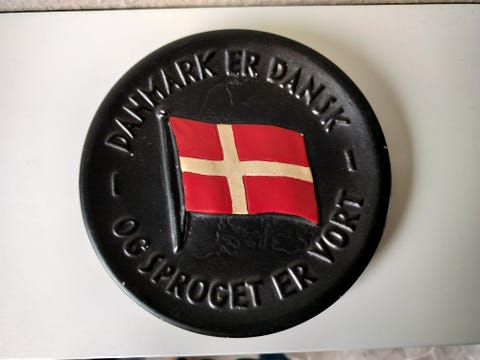 DANMARK ER DANSK
OG SPROGET ER VORT